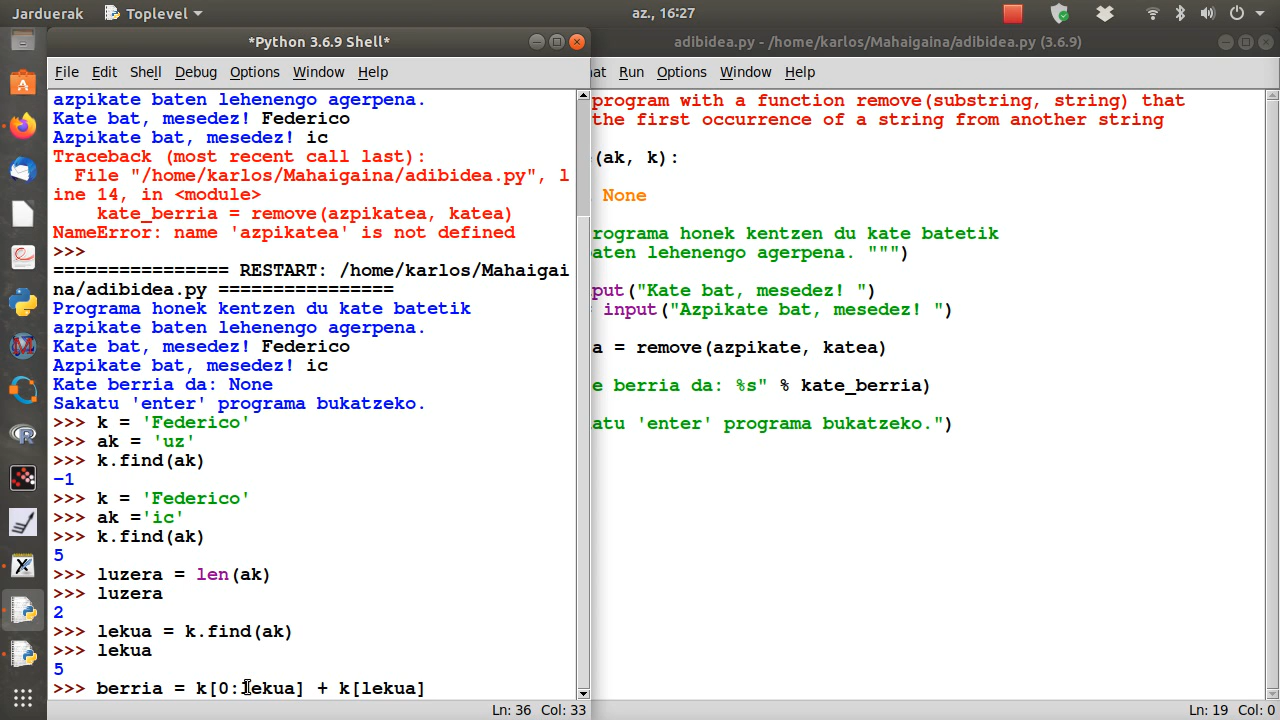 Jarduerak Toplevel az., 16:27
*Python 3.6.9 Shell*
File Edit Shell Debug Options Window Help
azpikate baten lehenengo agerpena.
Kate bat, mesedez! Federico
Azpikate bat, mesedez! ic
Traceback (most recent call last):
  File "/home/karlos/Mahaigaina/adibidea.py", l
ine 14, in <module>
    kate_berria = remove(azpikatea, katea)
NameError: name 'azpikatea' is not defined
>>>
================ RESTART: /home/karlos/Mahaigai
na/adibidea.py ================
Programa honek kentzen du kate batetik
azpikate baten lehenengo agerpena.
Kate bat, mesedez! Federico
Azpikate bat, mesedez! ic
Kate berria da: None
Sakatu 'enter' programa bukatzeko.
>>> k = 'Federico'
>>> ak = 'uz'
>>> k.find(ak)
-1
>>> k = 'Federico'
>>> ak ='ic'
>>> k.find(ak)
5
>>> luzera = len(ak)
>>> luzera
2
>>> lekua = k.find(ak)
>>> lekua
5
>>> berria = k[0:lekua] + k[lekua]
Ln: 36 Col: 33
adibidea.py - /home/karlos/Mahaigaina/adibidea.py (3.6.9)
at Run Options Window Help
program with a function remove(substring, string) that
the first occurrence of a string from another string
(ak, k):
None
rograma honek kentzen du kate batetik
aten lehenengo agerpena. """)
put("Kate bat, mesedez! ")
= input("Azpikate bat, mesedez! ")
a = remove(azpikate, katea)
e berria da: %s" % kate_berria)
atu 'enter' programa bukatzeko.")
Ln: 19 Col: 0